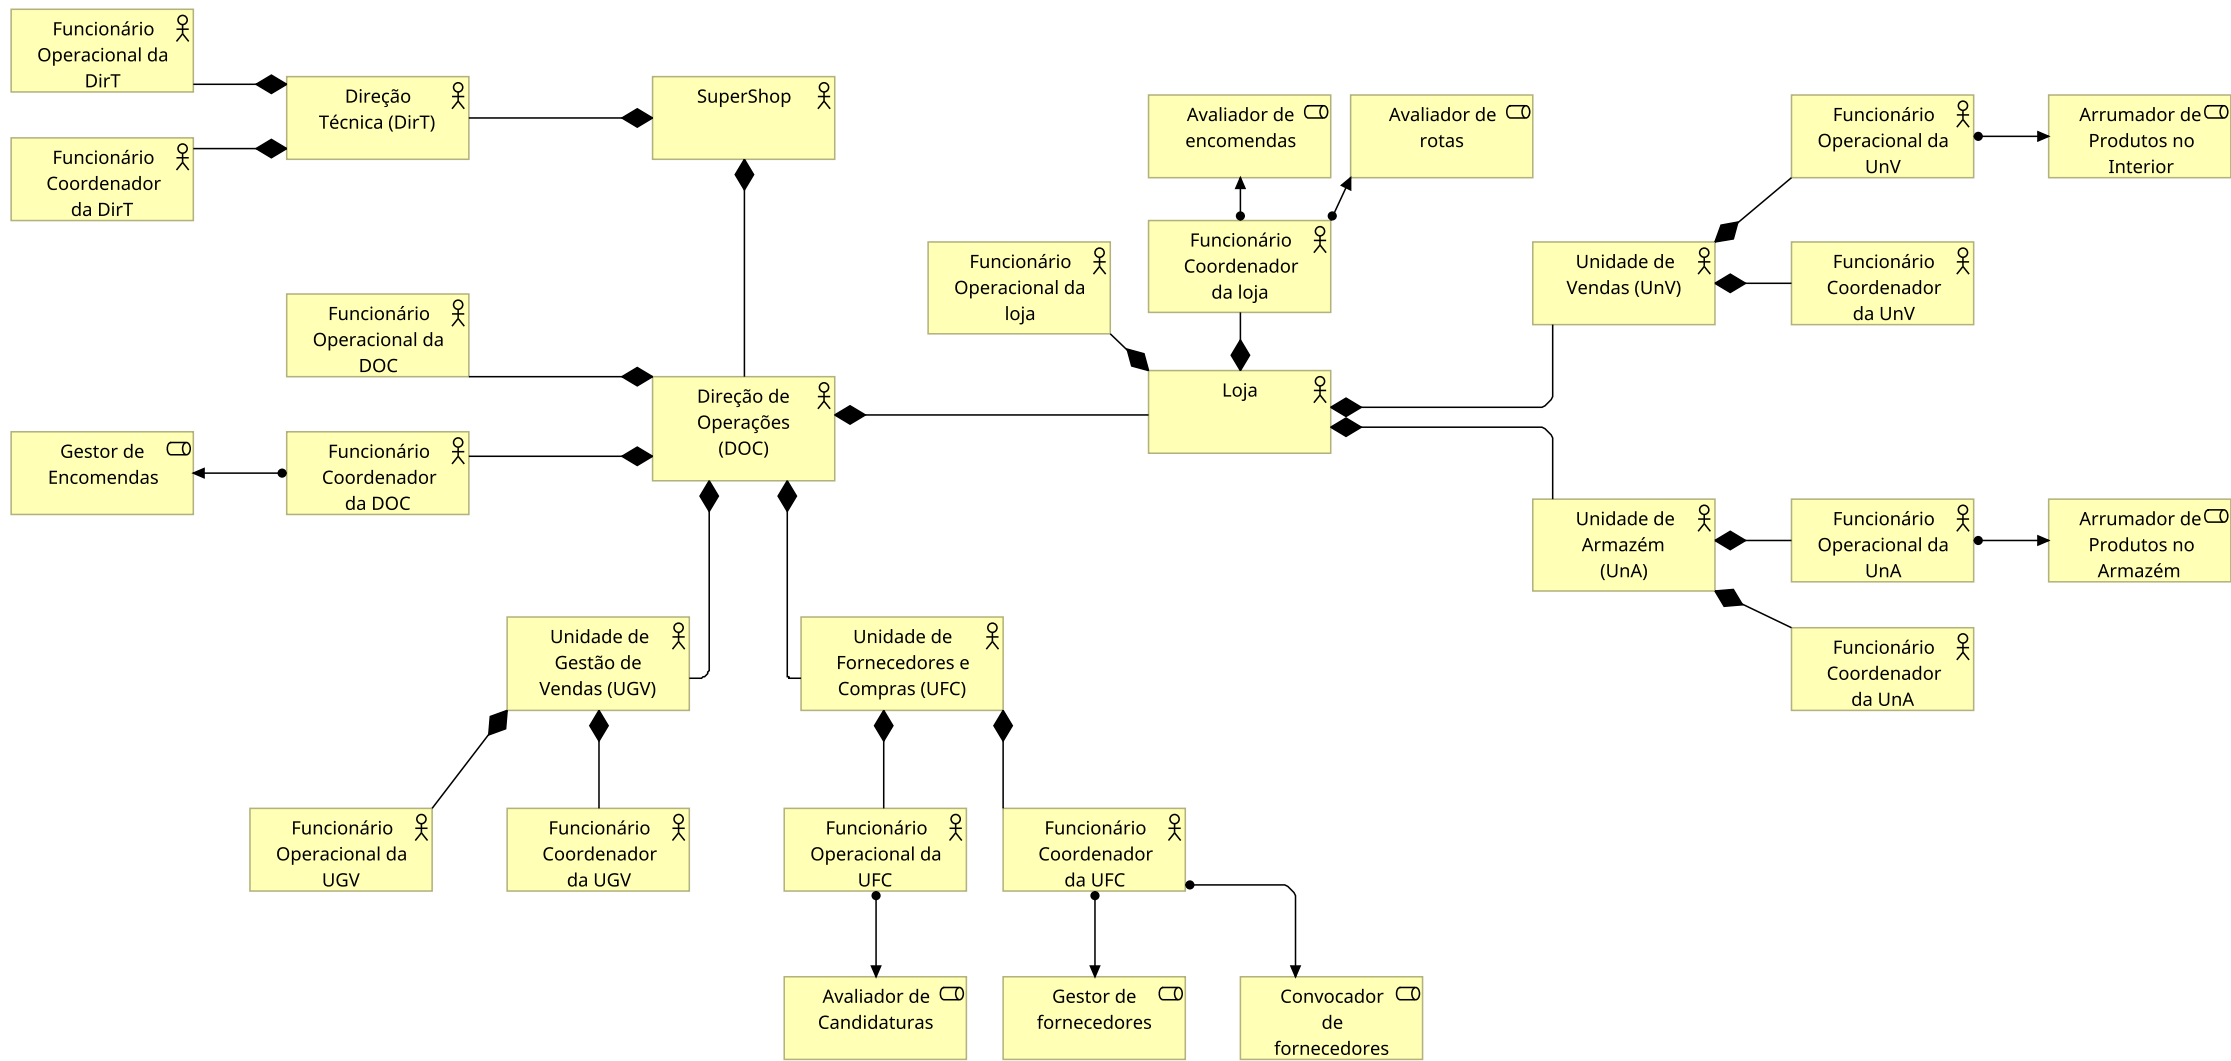 Funcionário
Operacional da
DirT
Direção
Técnica (DirT)
SuperShop
Funcionário
Coordenador
da DirT
Avaliador de
encomendas
Avaliador de
rotas
Funcionário
Operacional da
UnV
Arrumador de
Produtos no
Interior
Funcionário
Operacional da
loja
Funcionário
Coordenador
da loja
Unidade de
Vendas (UnV)
Funcionário
Coordenador
da UnV
Funcionário
Operacional da
DOC
Direção de
Operações
(DOC)
Loja
Gestor de
Encomendas
Funcionário
Coordenador
da DOC
Unidade de
Armazém
(UnA)
Funcionário
Operacional da
UnA
Arrumador de
Produtos no
Armazém
Unidade de
Gestão de
Vendas (UGV)
Unidade de
Fornecedores e
Compras (UFC)
Funcionário
Coordenador
da UnA
Funcionário
Operacional da
UGV
Funcionário
Coordenador
da UGV
Funcionário
Operacional da
UFC
Funcionário
Coordenador
da UFC
Avaliador de
Candidaturas
Gestor de
fornecedores
Convocador
de
fornecedores